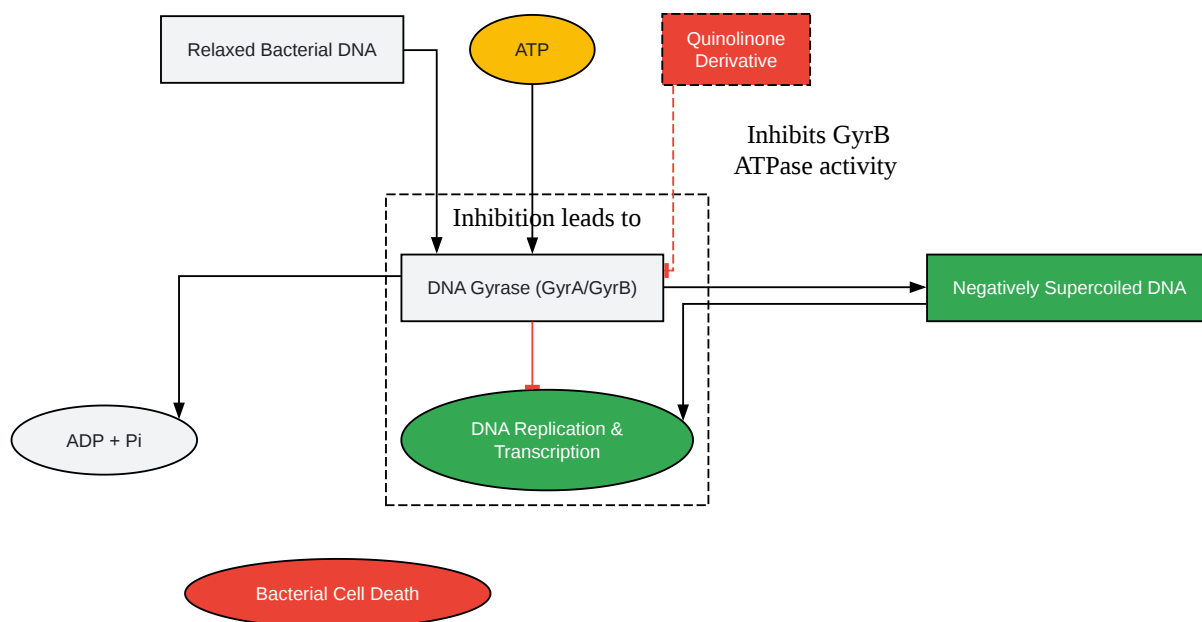 Relaxed Bacterial DNA
ATP
Quinolinone
Derivative
Inhibits GyrB
ATPase activity
Inhibition leads to
DNA Gyrase (GyrA/GyrB)
Negatively Supercoiled DNA
ADP + Pi
DNA Replication &
Transcription
Bacterial Cell Death